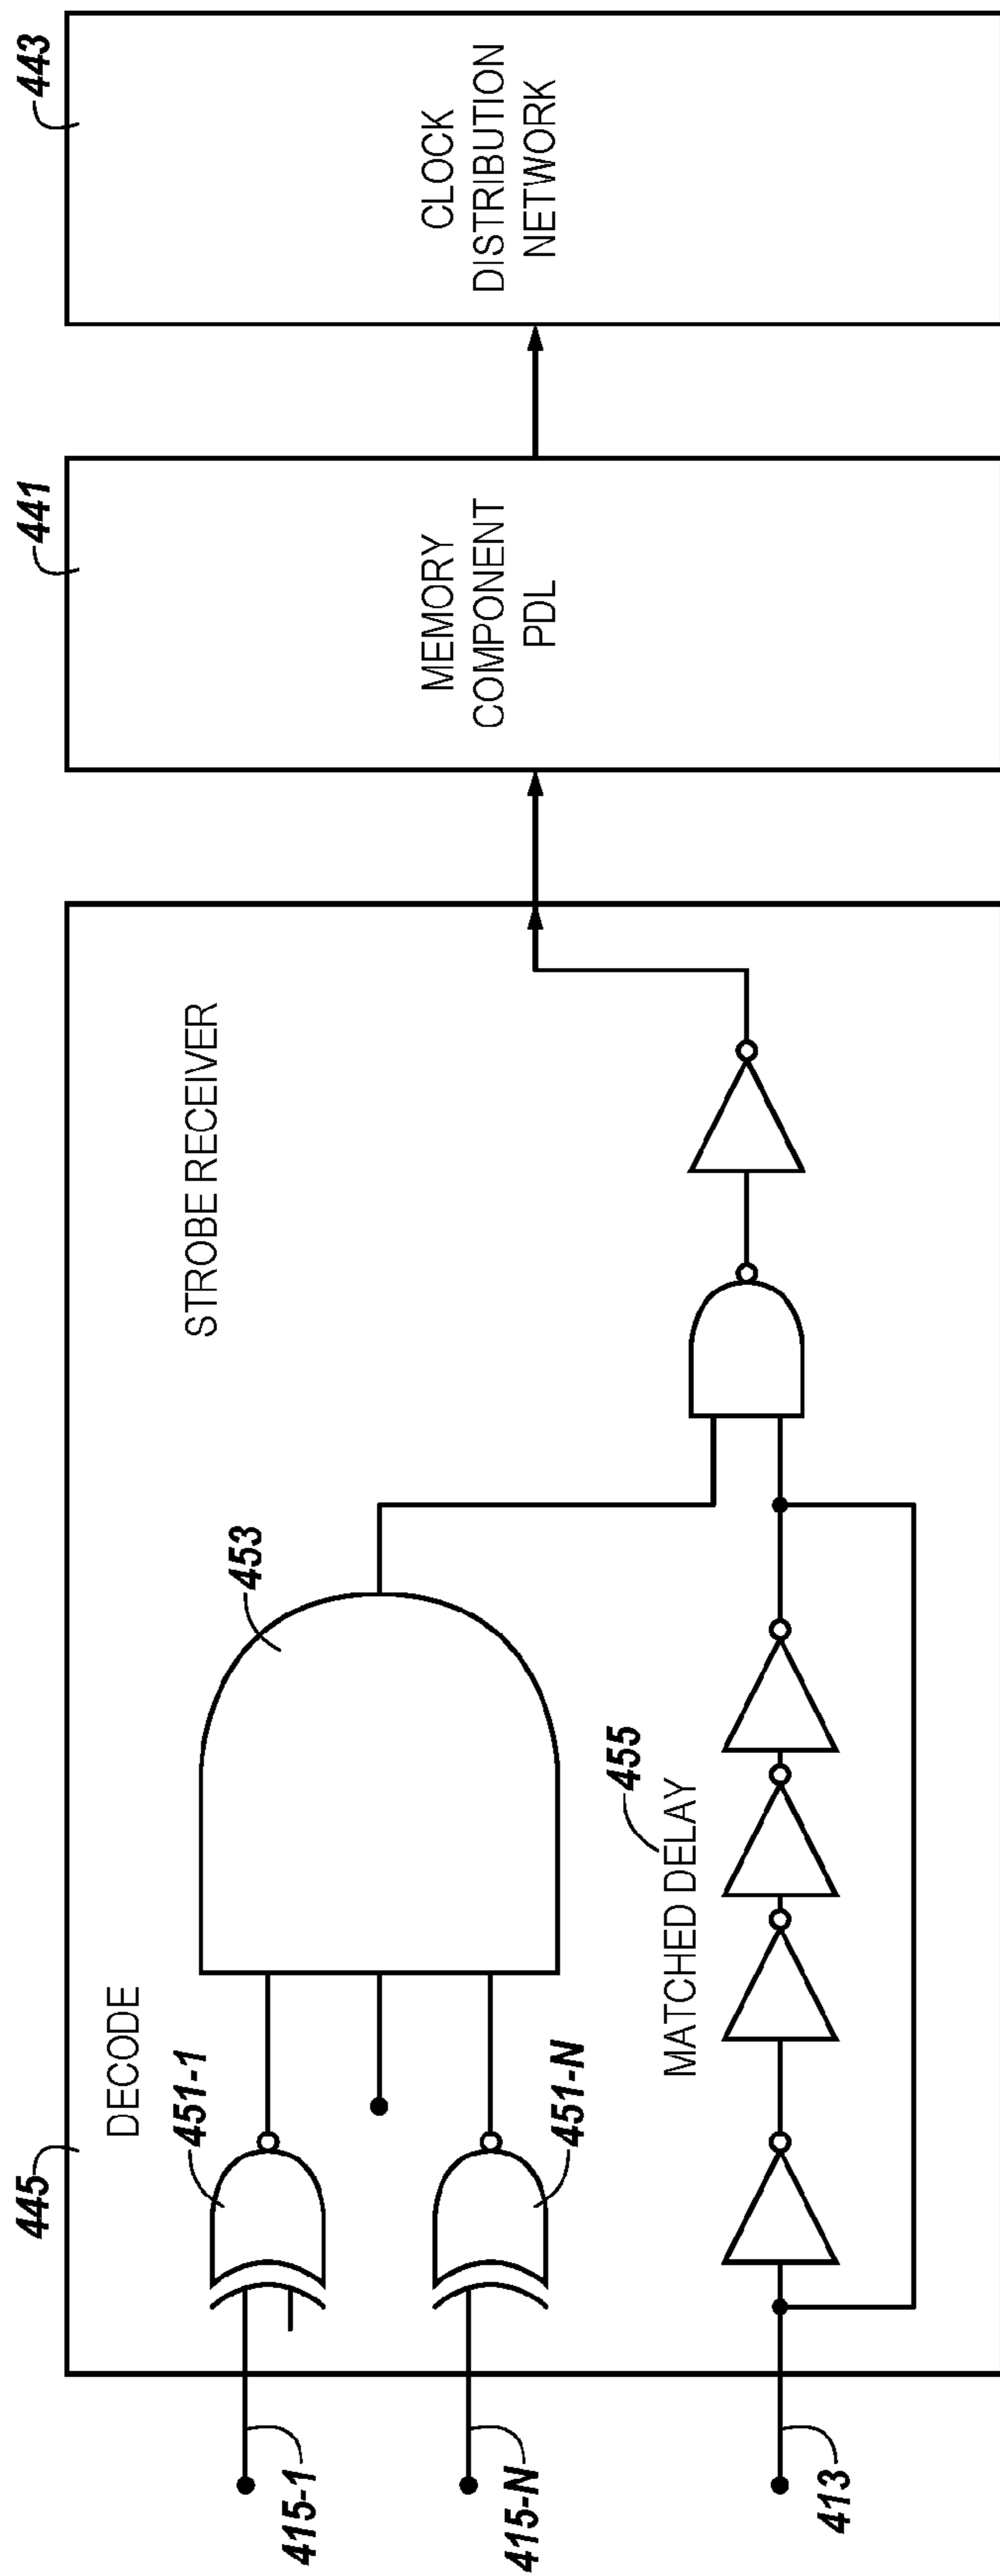 445
DECODE
STROBE RECEIVER
415-1
451-1
453
415-N
451-N
MATCHED DELAY
455
413
441
MEMORY
COMPONENT
PDL
443
CLOCK
DISTRIBUTION
NETWORK